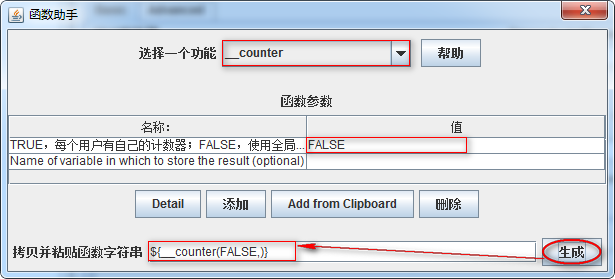 函数助手
选择一个功能 __counter 帮助
函数参数
名称: 值
TRUE，每个用户有自己的计数器；FALSE，使用全局... FALSE
Name of variable in which to store the result (optional)
Detail 添加 Add from Clipboard 删除
拷贝并粘贴函数字符串 ${__counter(FALSE,)} 生成